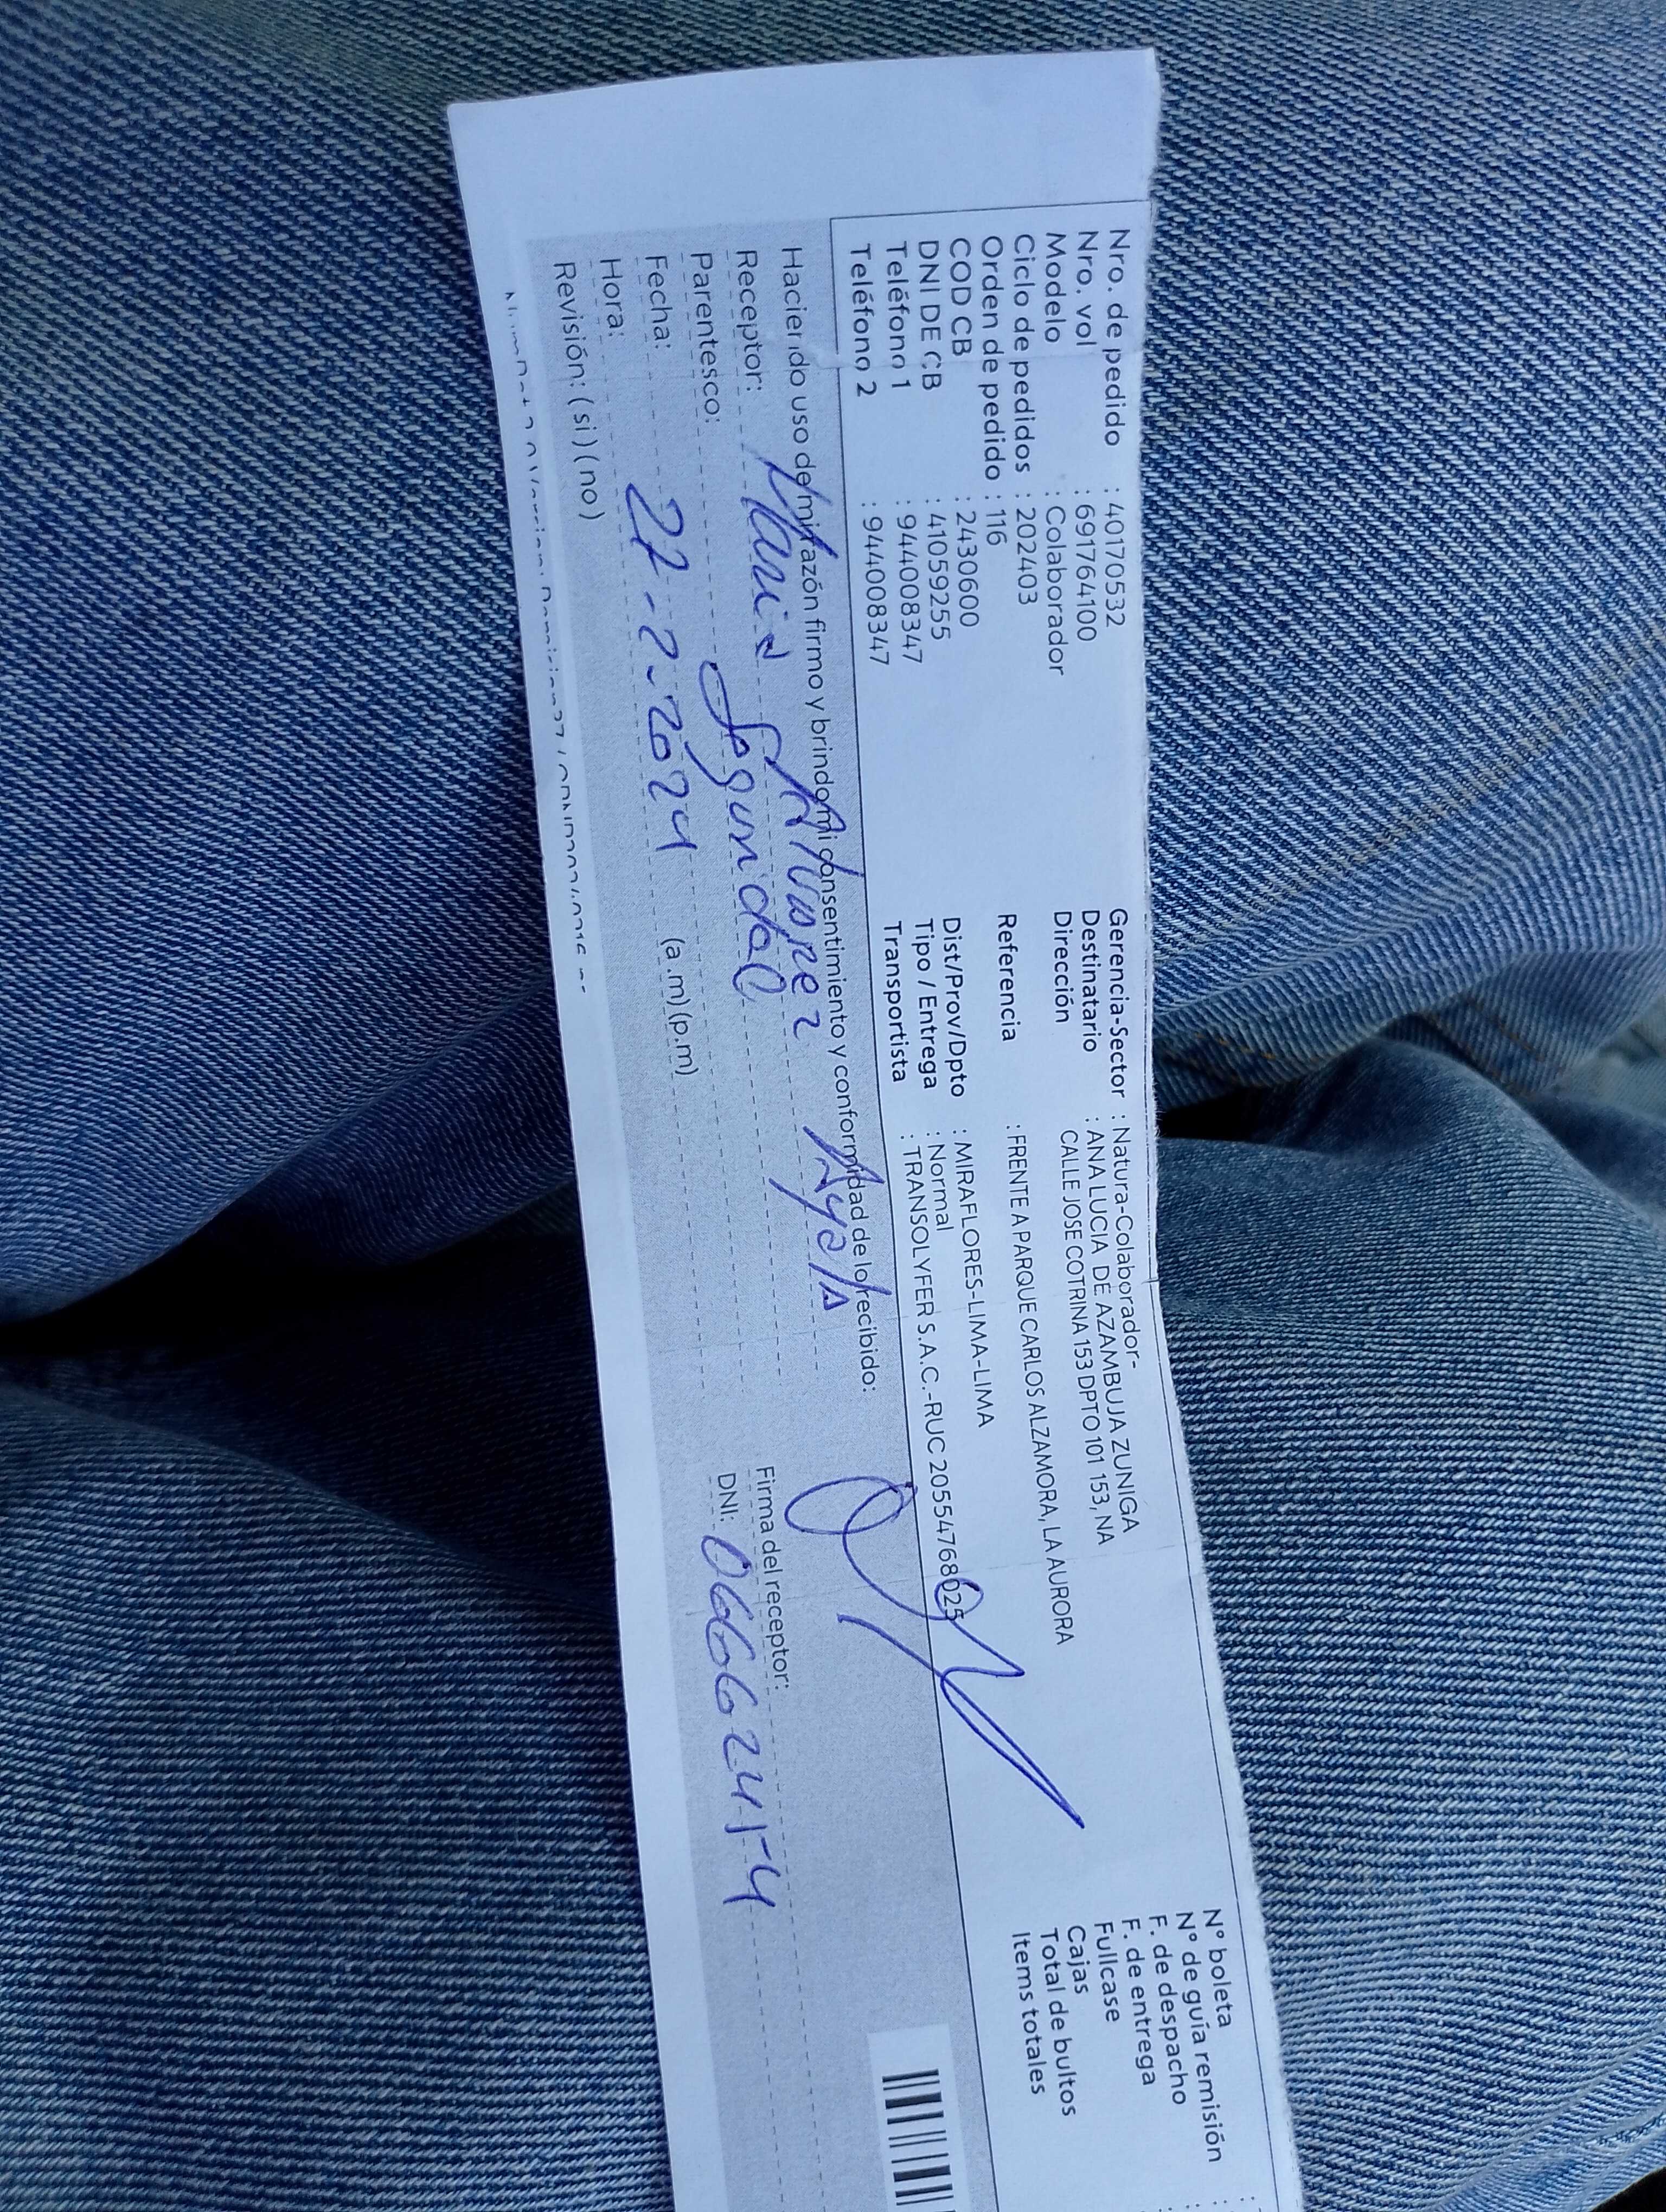 Nro. de pedido : 40170532
Nro. vol : 691764100
Modelo : Colaborador
Ciclo de pedidos : 202403
Orden de pedido : 116
COD CB : 24330600
DNI DE CB : 41059255
Teléfono 1 : 944008347
Teléfono 2 : 944008347
Gerencia-Sector : Natura-Colaborador-
Destinatario : ANA LUCIA DE AZAMBUJA ZUNIGA
Dirección CALLE JOSE COTRINA 153 DPTO 101 153, NA
Referencia : FRENTE A PARQUE CARLOS ALZAMORA, LA AURORA
Dist/Prov/Dpto : MIRAFLORES-LIMA-LIMA
Tipo / Entrega : Normal
Transportista : TRANSOLYFER S.A.C.-RUC 20554768025
N° boleta
N° de guía remisión :
F. de despacho
F. de entrega
Fullcase
Cajas
Total de bultos
Items totales
Haciendo uso de mi razón firmo y brindo mi consentimiento y conformidad de lo recibido:
Receptor: Alvarez Ayala
Parentesco: Segundad
Fecha: 27-2-2024
Hora: (a.m) (p.m)
Revisión: (si) (no)
Firma del receptor:
DNI: 06662454